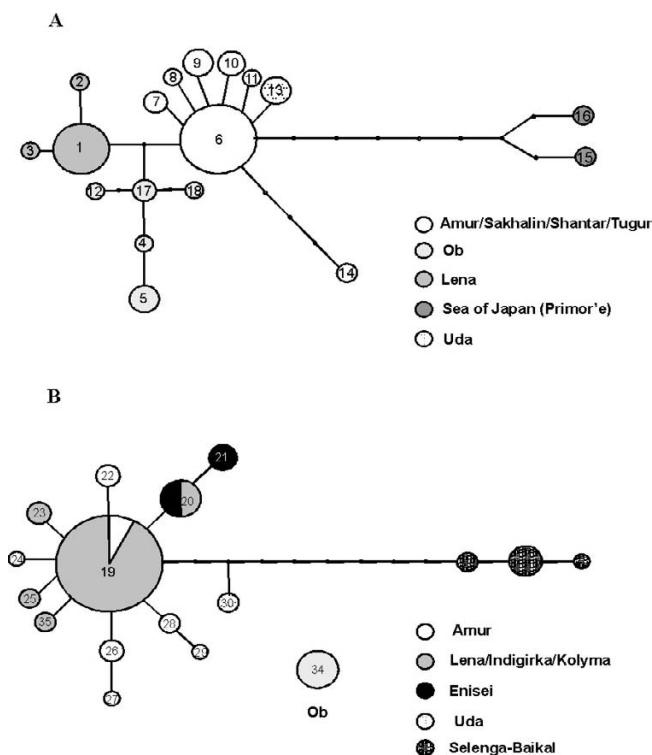 A
2
8
9
10
11
13
7
3
1
6
16
15
12
17
18
4
14
5
Amur/Sakhalin/Shantar/Tugur
Ob
Lena
Sea of Japan (Primor'e)
Uda
B
21
22
20
23
24
19
25
35
30
28
26
29
27
34
Ob
Amur
Lena/Indigirka/Kolyma
Enisei
Uda
Selenga-Baikal